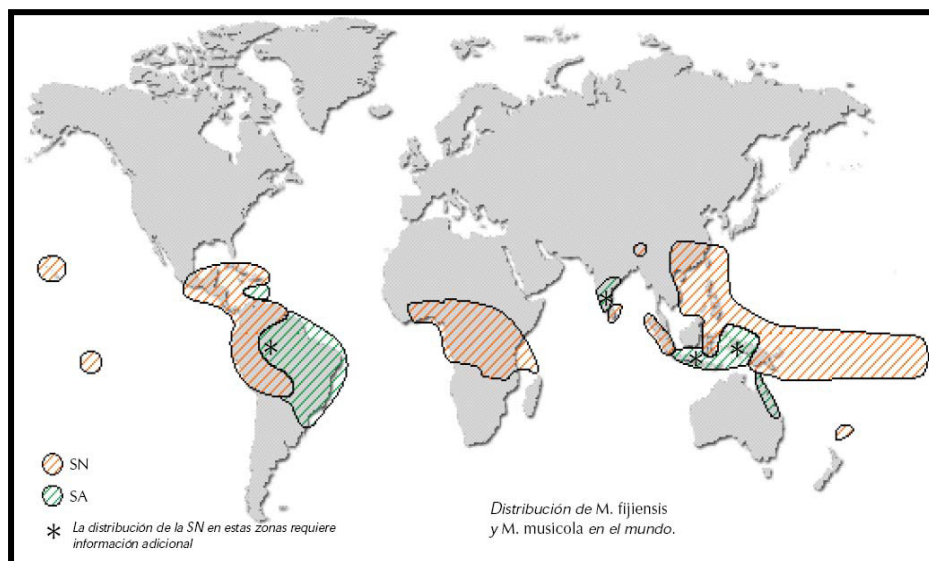 SN
SA
* La distribución de la SN en estas zonas requiere
información adicional
Distribución de M. fijiensis
y M. musicola en el mundo.